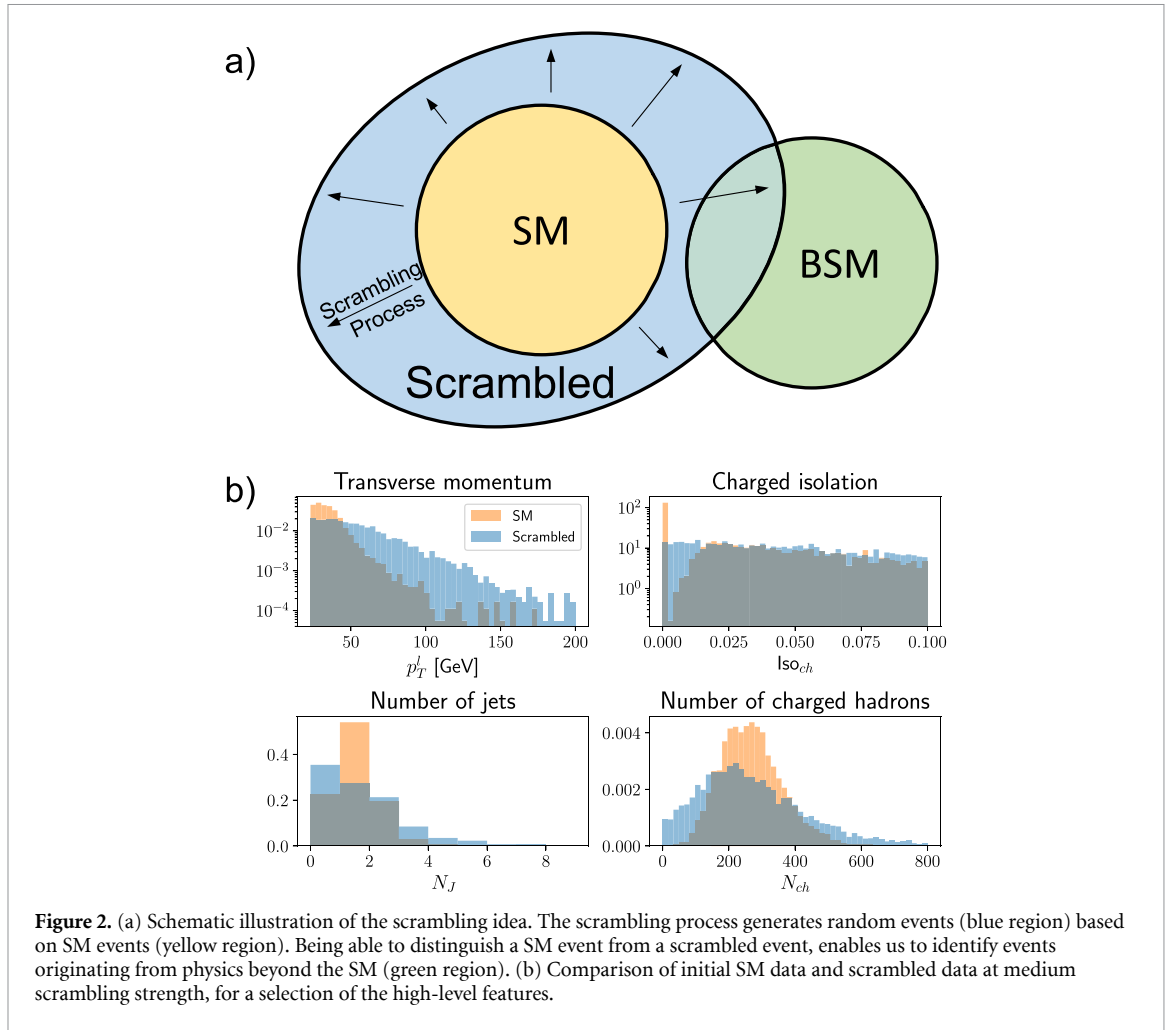 a)
SM
BSM
Scrambling
Process
Scrambled
b)
Transverse momentum
SM
Scrambled
10⁻²
10⁻³
10⁻⁴
50
100
150
200
p_T^l [GeV]
Charged isolation
10²
10¹
10⁰
0.000
0.025
0.050
0.075
0.100
Iso_ch
Number of jets
0.4
0.2
0.0
0
2
4
6
8
N_J
Number of charged hadrons
0.004
0.002
0.000
0
200
400
600
800
N_ch
Figure 2. (a) Schematic illustration of the scrambling idea. The scrambling process generates random events (blue region) based
on SM events (yellow region). Being able to distinguish a SM event from a scrambled event, enables us to identify events
originating from physics beyond the SM (green region). (b) Comparison of initial SM data and scrambled data at medium
scrambling strength, for a selection of the high-level features.